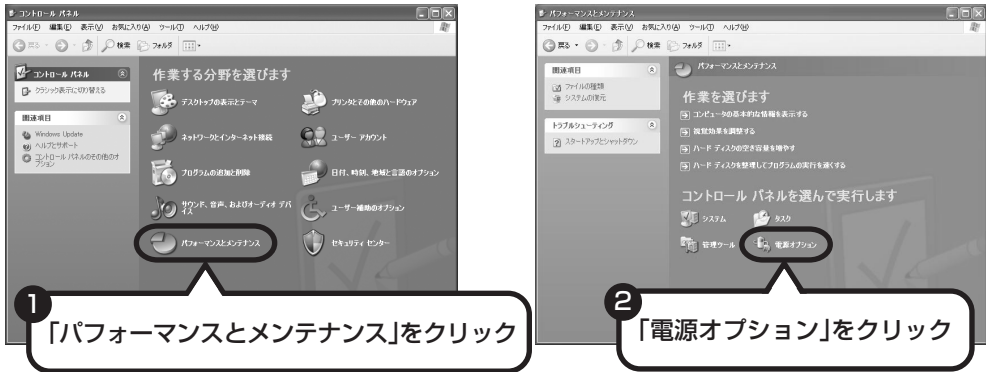 コントロール パネル
ファイル(F) 編集(E) 表示(V) お気に入り(A) ツール(T) ヘルプ(H)
戻る 検索 フォルダ
コントロール パネル
クラシック表示に切り替える
関連項目
Windows Update
ヘルプとサポート
コントロール パネルのその他のオプション
作業する分野を選びます
デスクトップの表示とテーマ
プリンタとその他のハードウェア
ネットワークとインターネット接続
ユーザー アカウント
プログラムの追加と削除
日付、時刻、地域と言語のオプション
サウンド、音声、およびオーディオ デバイス
ユーザー補助のオプション
パフォーマンスとメンテナンス
セキュリティ センター
1
「パフォーマンスとメンテナンス」をクリック
パフォーマンスとメンテナンス
ファイル(F) 編集(E) 表示(V) お気に入り(A) ツール(T) ヘルプ(H)
戻る 検索 フォルダ
関連項目
ファイルの種類
システムの復元
トラブルシューティング
スタートアップとシャットダウン
パフォーマンスとメンテナンス
作業を選びます
コンピュータの基本的な情報を表示する
視覚効果を調整する
ハード ディスクの空き容量を増やす
ハード ディスクを整理してプログラムの実行を速くする
コントロール パネルを選んで実行します
システム
タスク
管理ツール
電源オプション
2
「電源オプション」をクリック